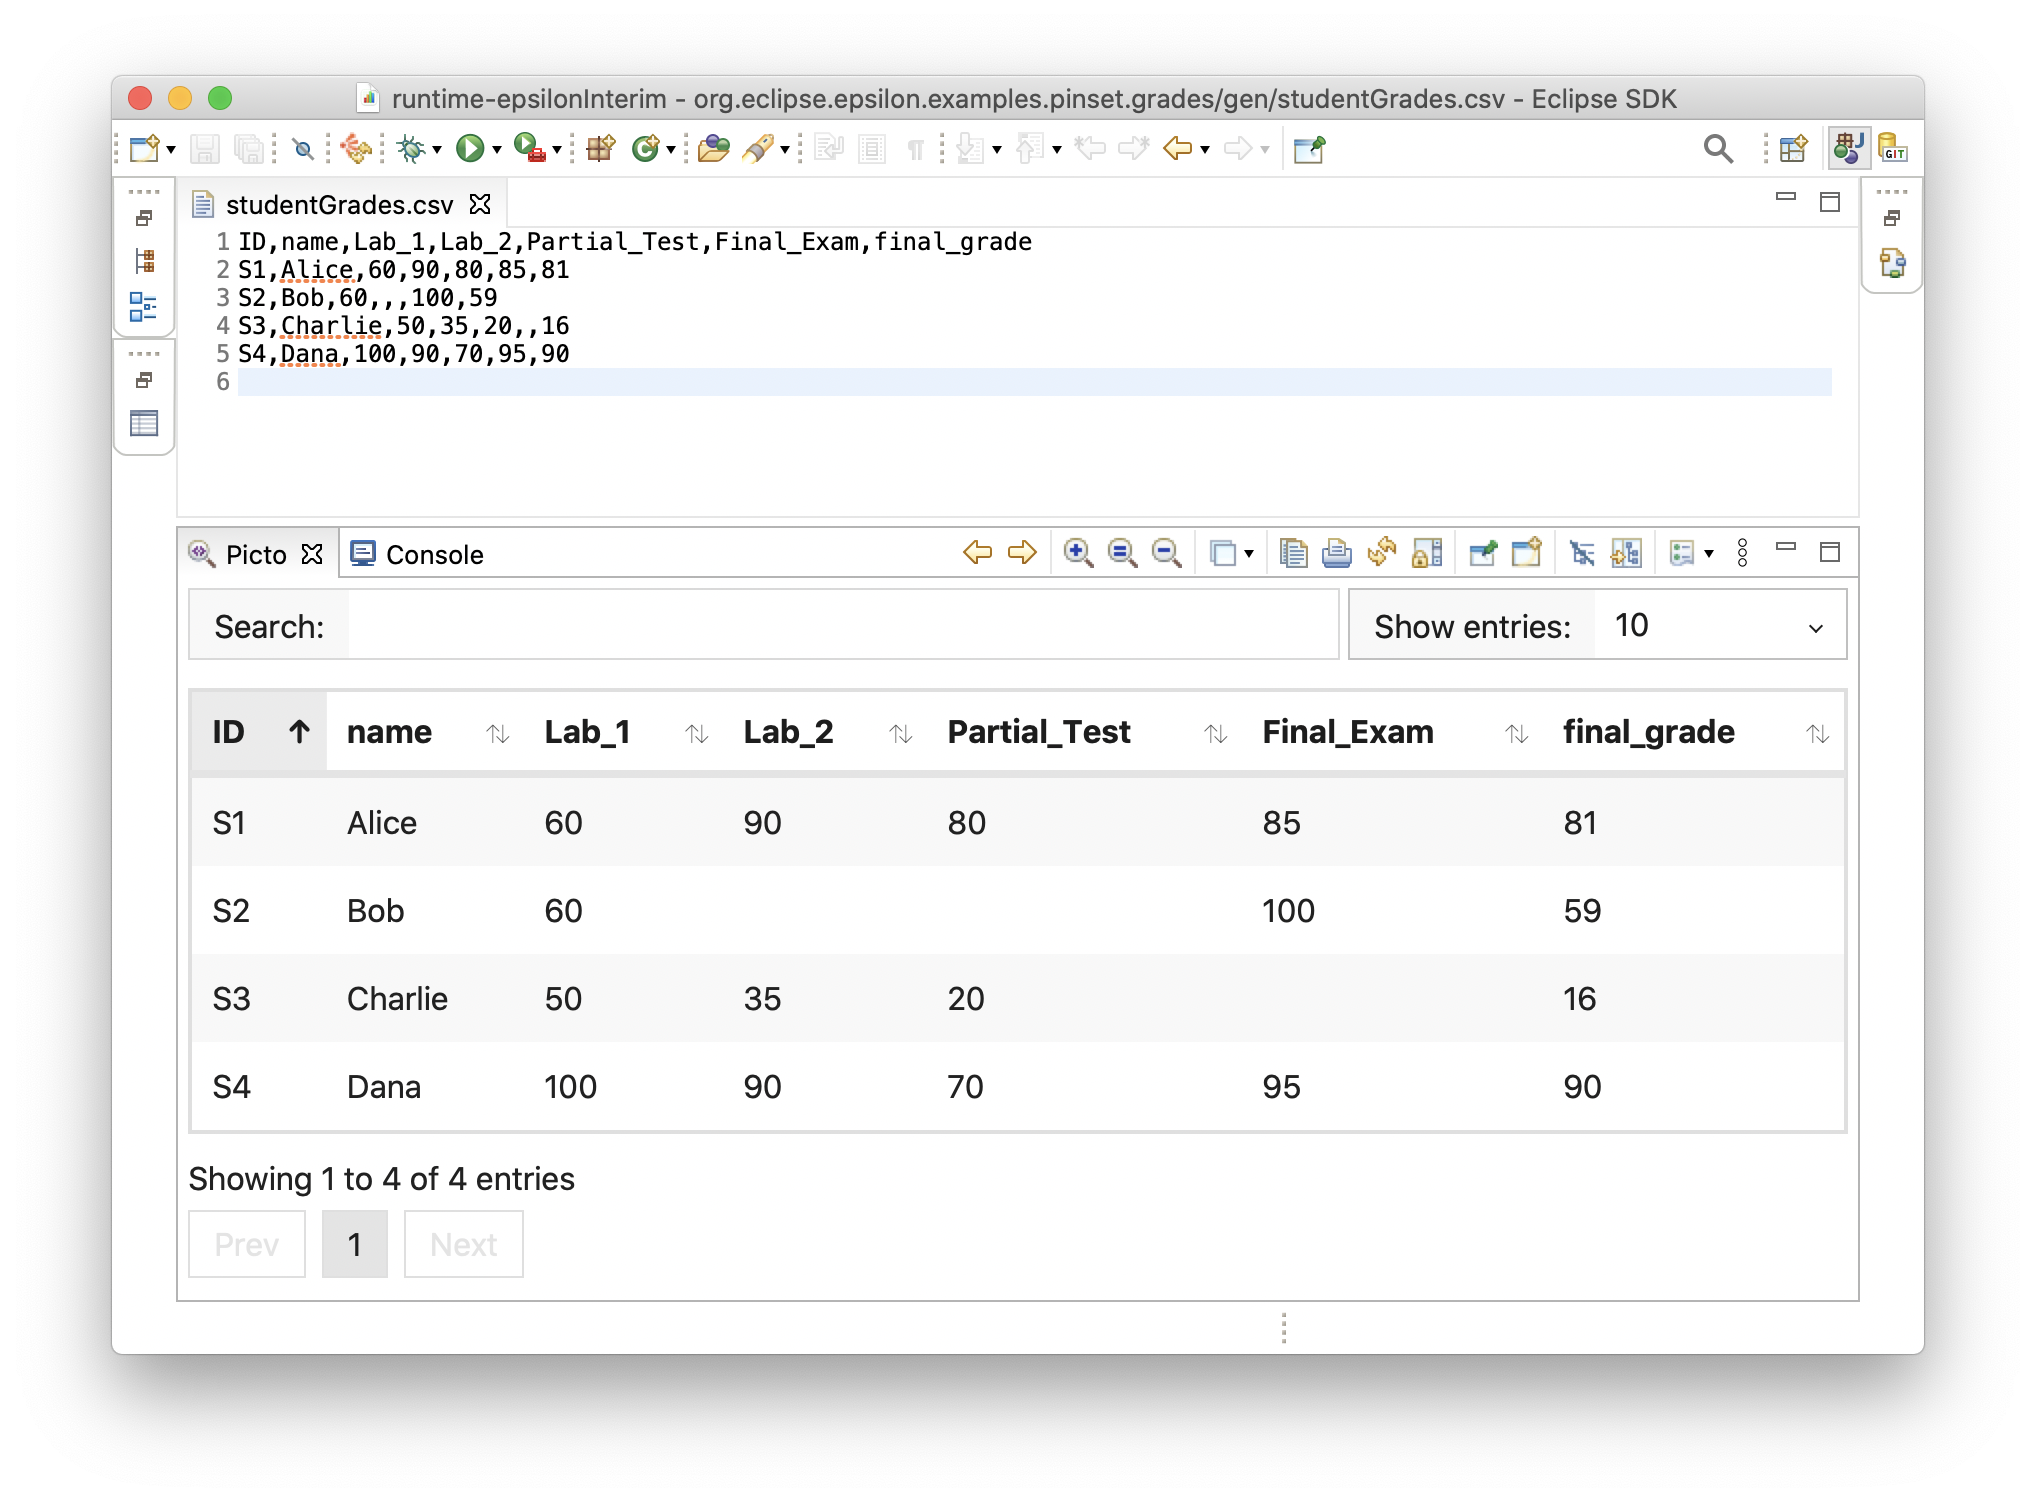 runtime-epsilonInterim - org.eclipse.epsilon.examples.pinset.grades/gen/studentGrades.csv - Eclipse SDK
GIT
studentGrades.csv
1 ID,name,Lab_1,Lab_2,Partial_Test,Final_Exam,final_grade
2 S1,Alice,60,90,80,85,81
3 S2,Bob,60,,,100,59
4 S3,Charlie,50,35,20,,16
5 S4,Dana,100,90,70,95,90
6
Picto Console
Search: Show entries: 10
ID name Lab_1 Lab_2 Partial_Test Final_Exam final_grade
S1 Alice 60 90 80 85 81
S2 Bob 60 100 59
S3 Charlie 50 35 20 16
S4 Dana 100 90 70 95 90
Showing 1 to 4 of 4 entries
Prev 1 Next